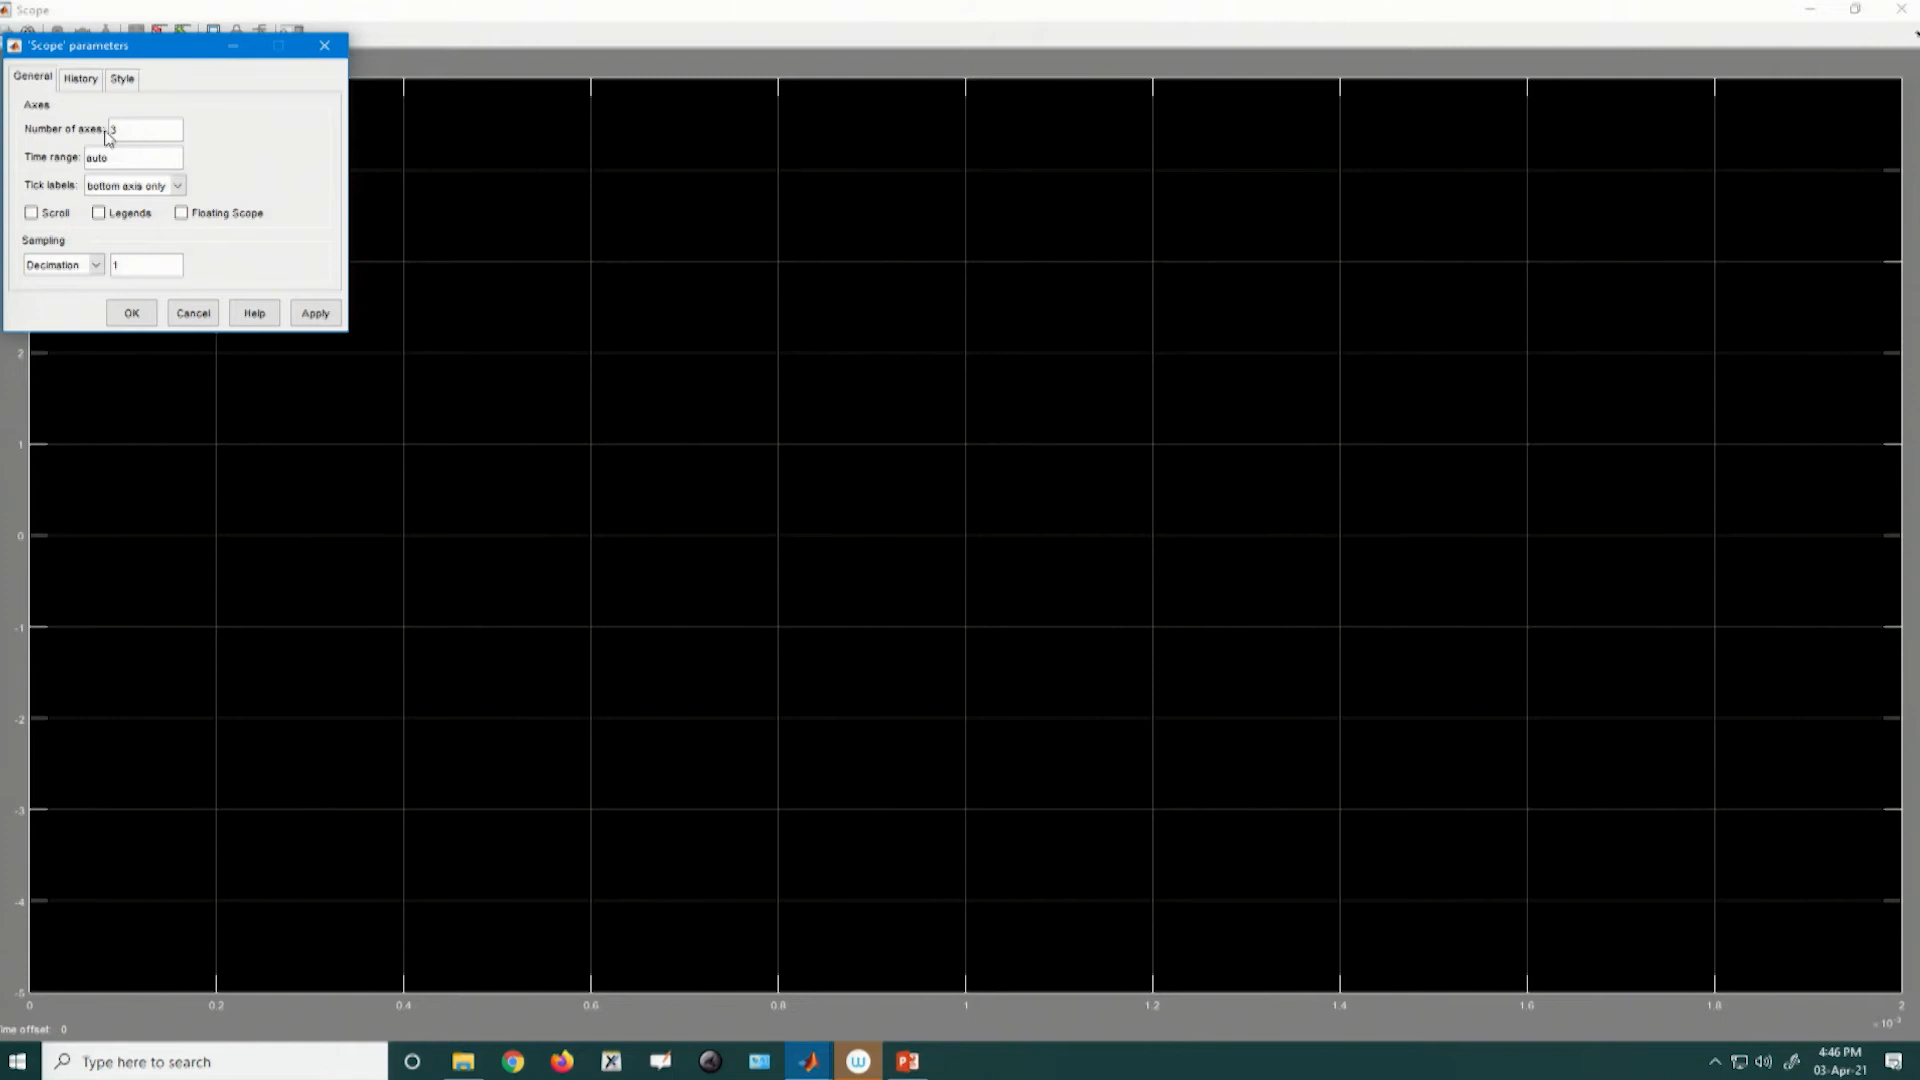 Scope
'Scope' parameters
General
History
Style
Axes
Number of axes: 3
Time range: auto
Tick labels: bottom axis only
Scroll
Legends
Floating Scope
Sampling
Decimation
1
OK
Cancel
Help
Apply
2
1
0
-1
-2
-3
-4
-5
0
0.2
0.4
0.6
0.8
1
1.2
1.4
1.6
1.8
2
×10-3
ime offset: 0
Type here to search
4:46 PM
03-Apr-21